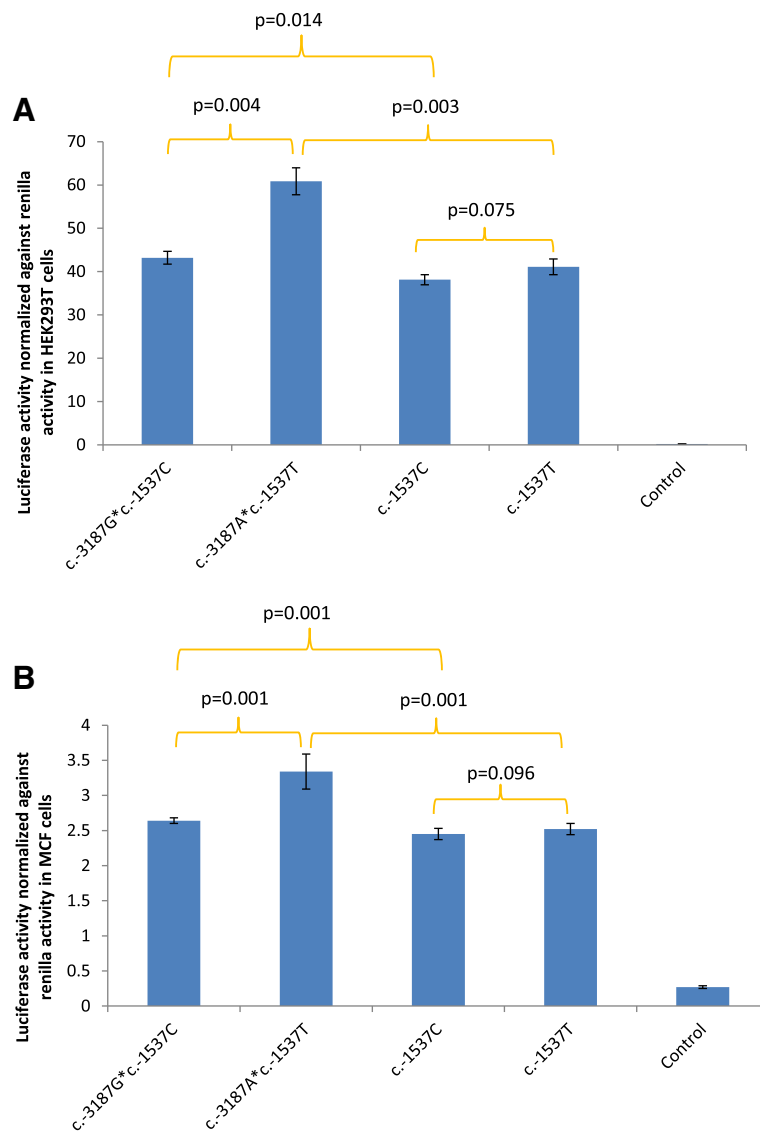 p=0.014
A
p=0.004
p=0.003
p=0.075
Luciferase activity normalized against renilla
activity in HEK293T cells
70
60
50
40
30
20
10
0
c.-3187G*c.-1537C
c.-3187A*c.-1537T
c.-1537C
c.-1537T
Control
p=0.001
B
p=0.001
p=0.001
p=0.096
Luciferase activity normalized against
renilla activity in MCF cells
4
3.5
3
2.5
2
1.5
1
0.5
0
c.-3187G*c.-1537C
c.-3187A*c.-1537T
c.-1537C
c.-1537T
Control